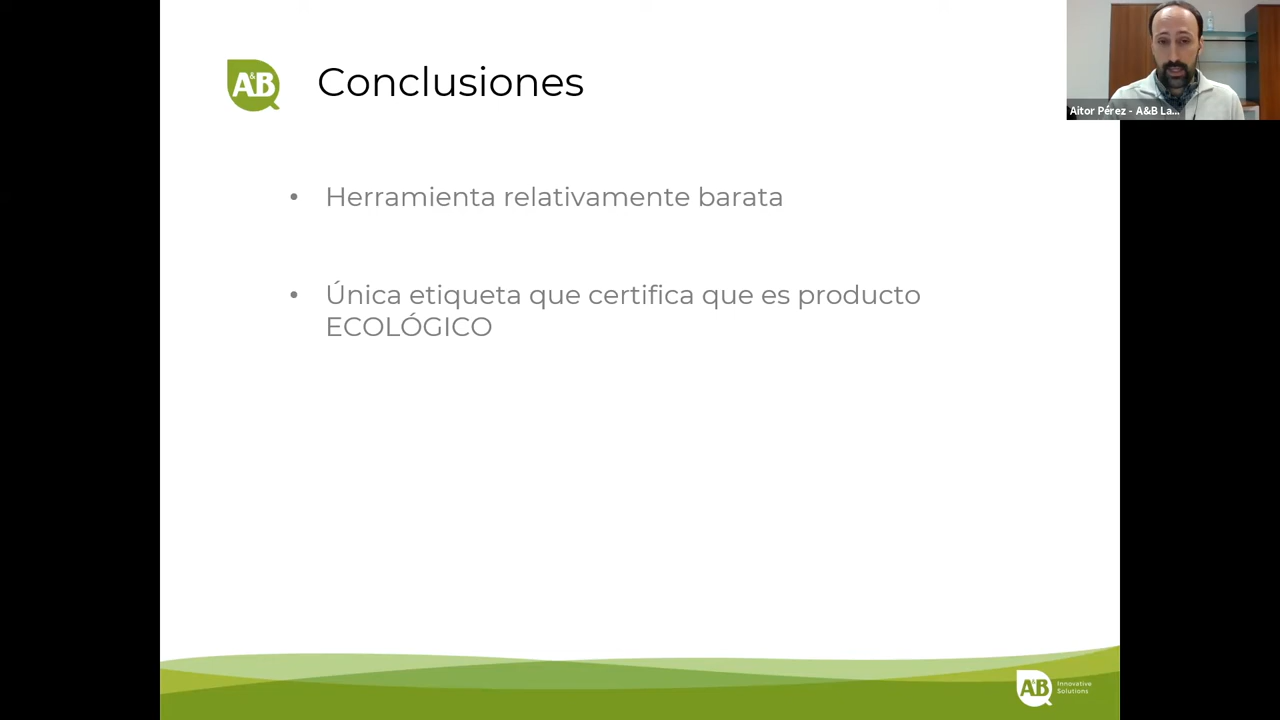 A&B
Conclusiones
Aitor Pérez - A&B La...
• Herramienta relativamente barata
• Única etiqueta que certifica que es producto
ECOLÓGICO
A&B
Innovative
Solutions